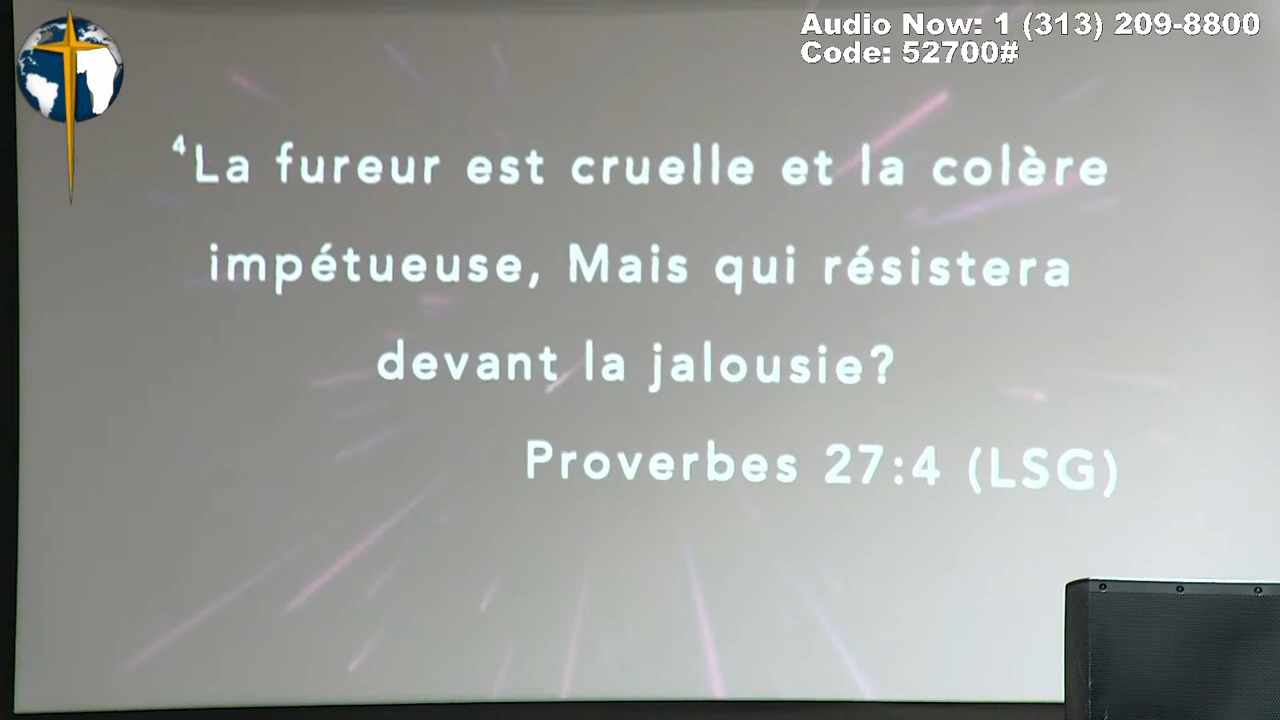 Audio Now: 1 (313) 209-8800
Code: 52700#
⁴La fureur est cruelle et la colère
impétueuse, Mais qui résistera
devant la jalousie?
Proverbes 27:4 (LSG)